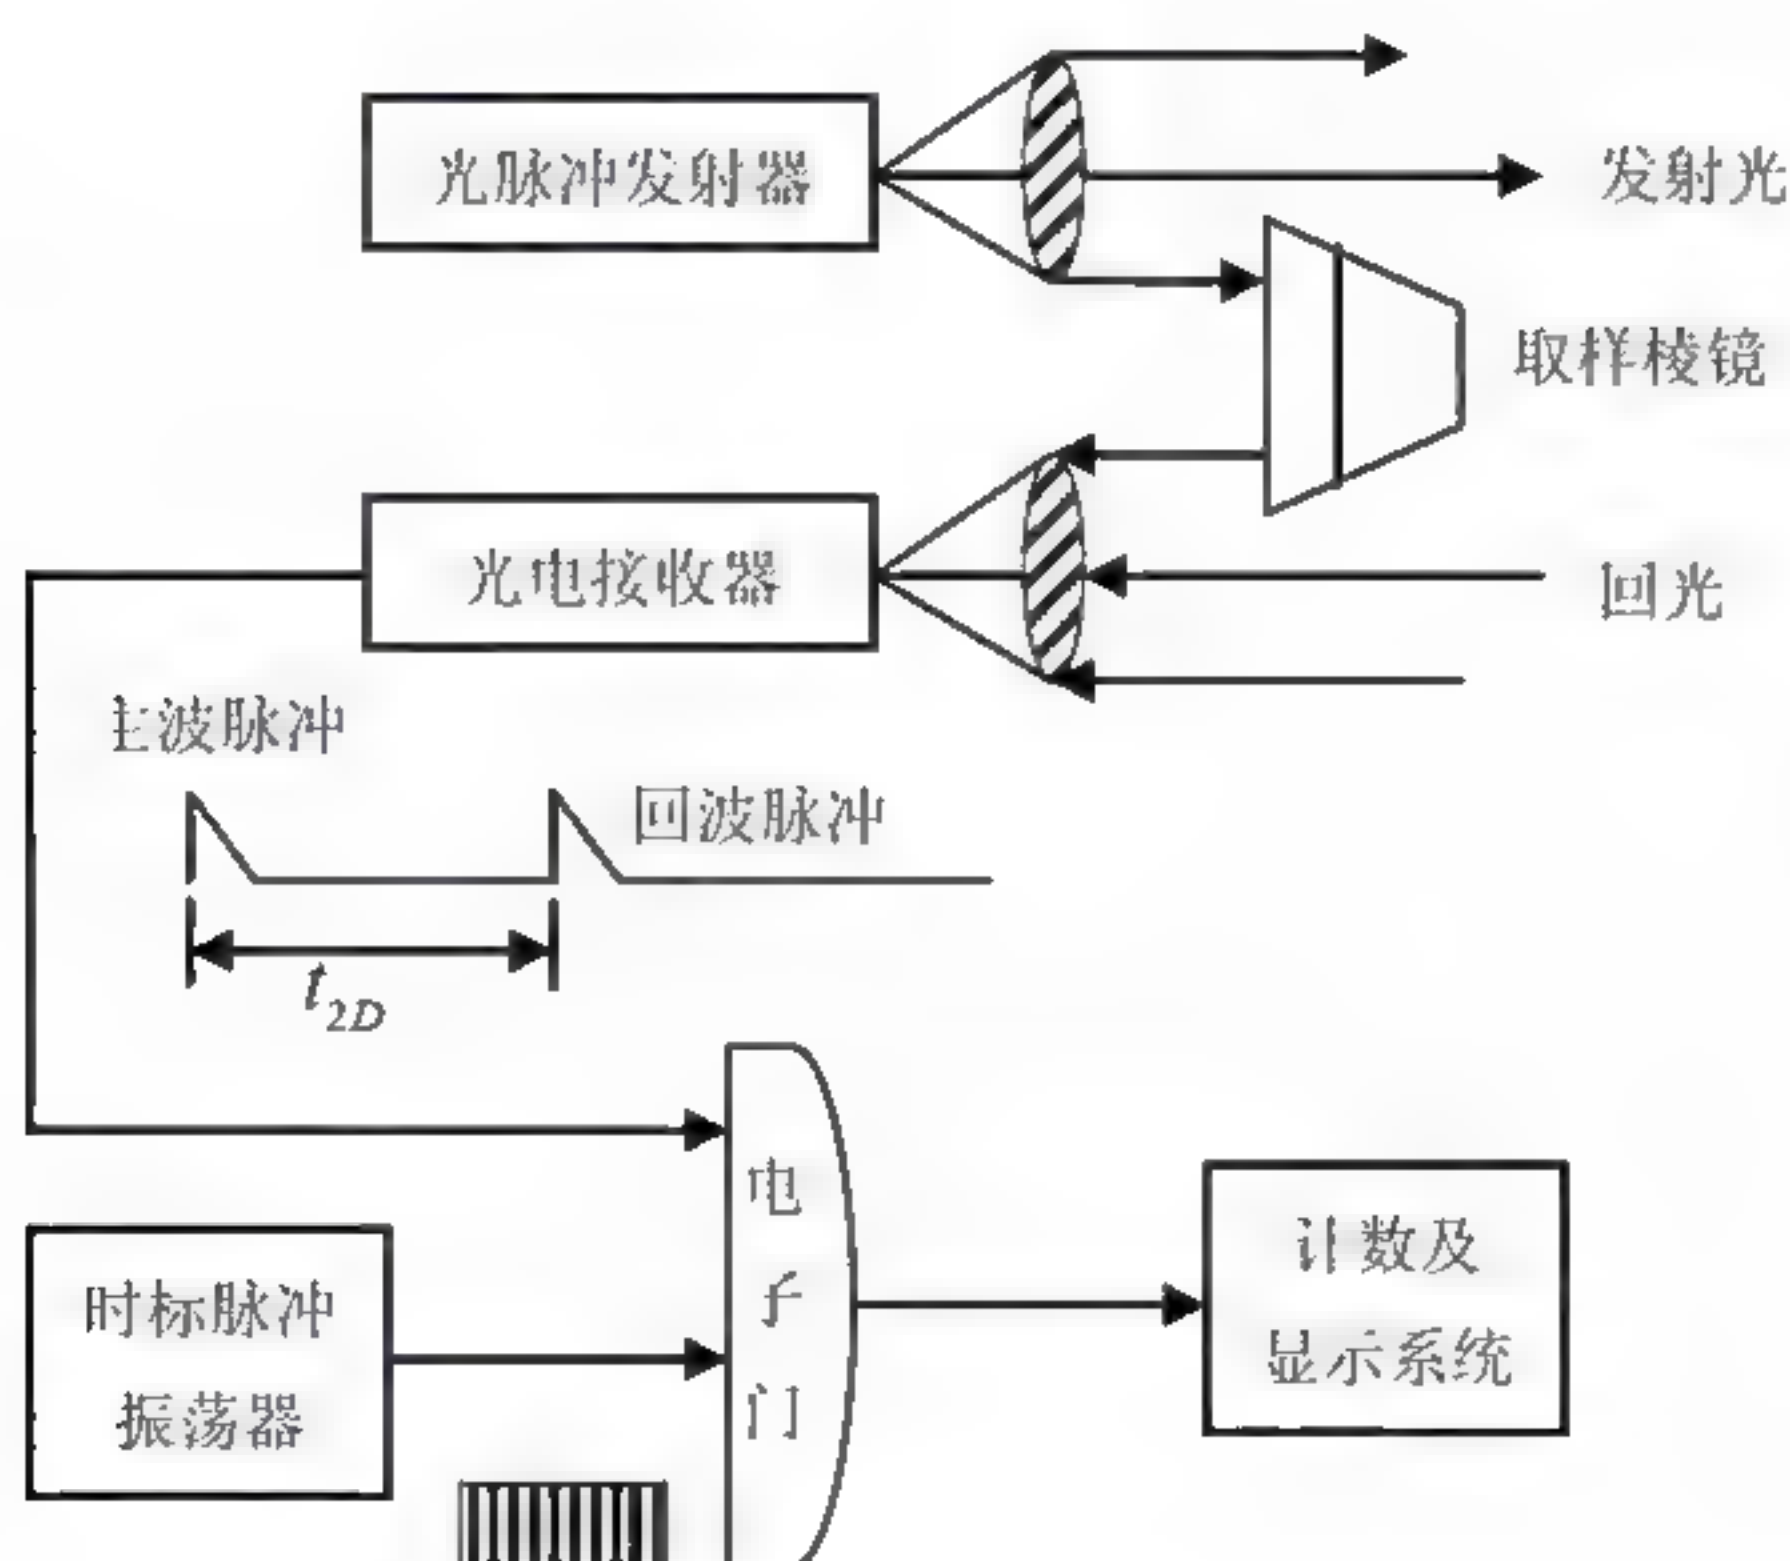 光脉冲发射器
发射光
取样棱镜
光电接收器
回光
主波脉冲
回波脉冲
t2D
电
子
门
计数及
显示系统
时标脉冲
振荡器